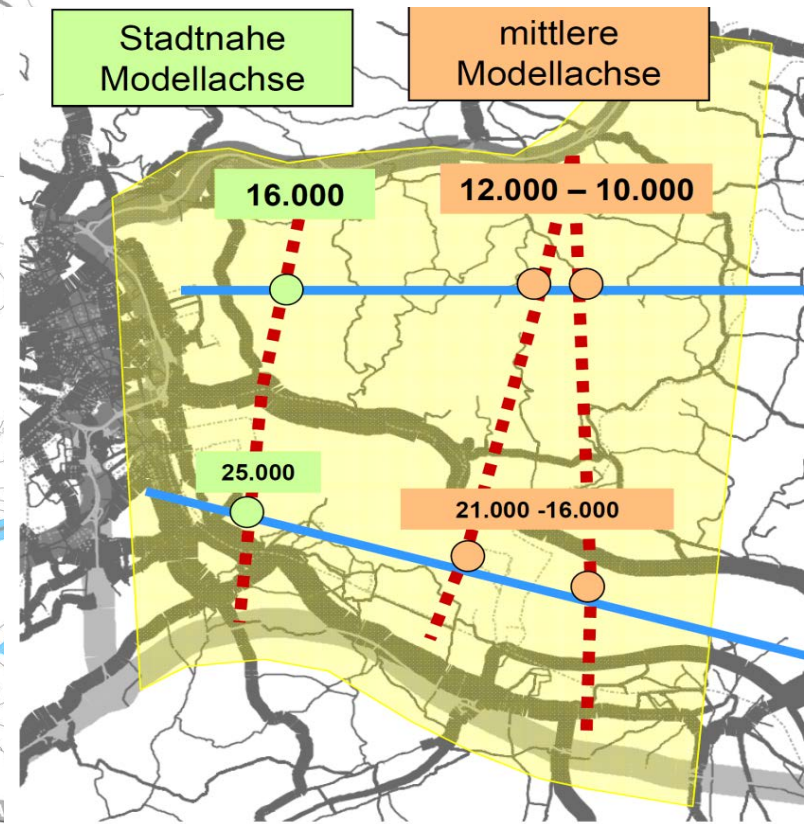 Stadtnahe
Modellachse
mittlere
Modellachse
16.000
12.000 – 10.000
25.000
21.000 -16.000